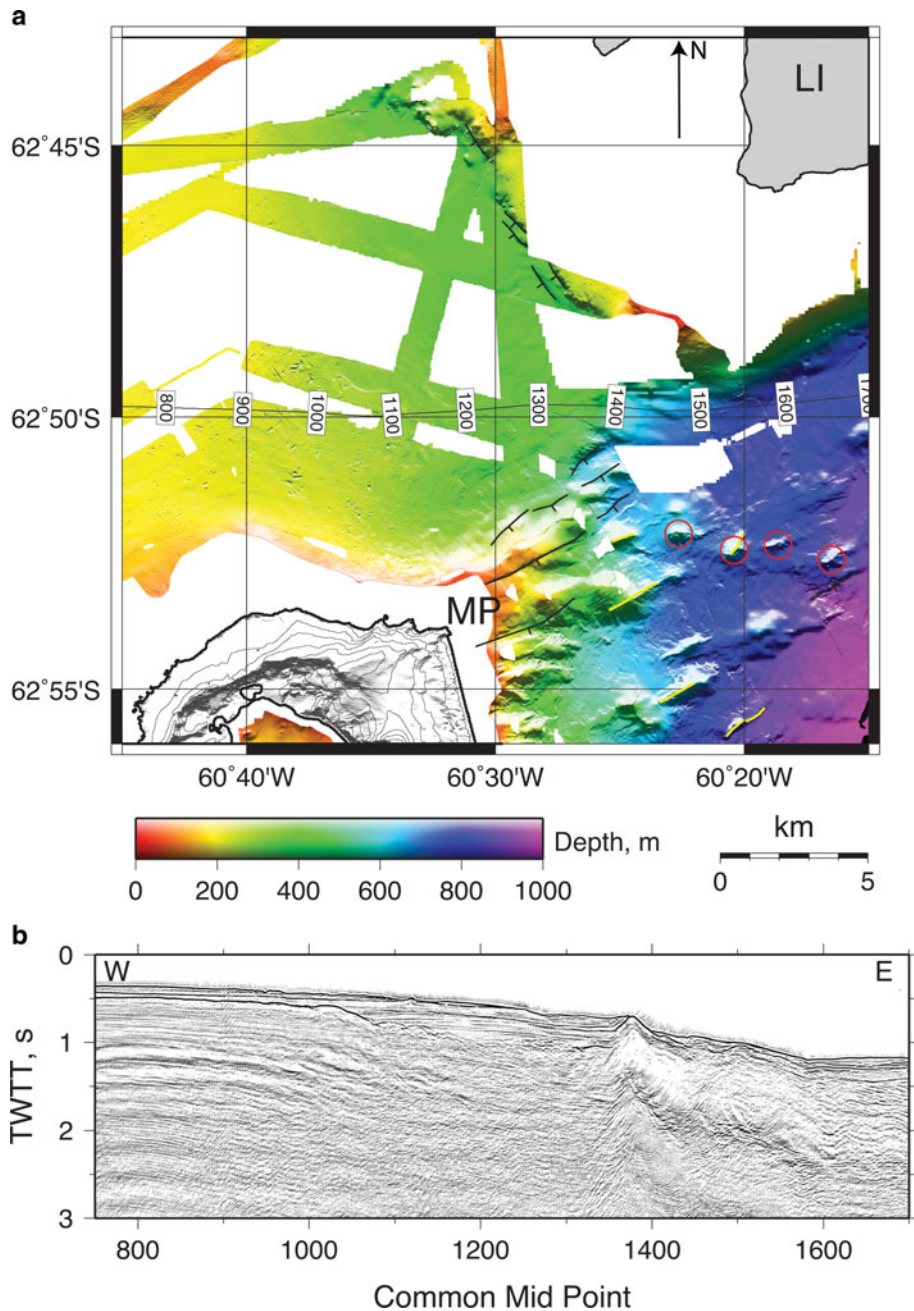 a
N
LI
62˚45'S
800 900 1000 1100 1200 1300 1400 1500 1600
62˚50'S
MP
62˚55'S
60˚40'W 60˚30'W 60˚20'W
Depth, m
0 200 400 600 800 1000
km
0 5
b
0
W E
1
TWTT, s
2
3
800 1000 1200 1400 1600
Common Mid Point